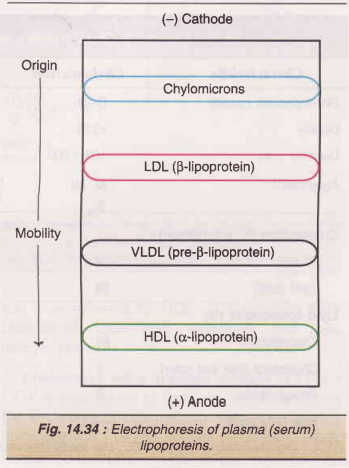 (–) Cathode
Origin
Chylomicrons
LDL (β-lipoprotein)
Mobility
VLDL (pre-β-lipoprotein)
HDL (α-lipoprotein)
(+) Anode
Fig. 14.34 : Electrophoresis of plasma (serum)
lipoproteins.